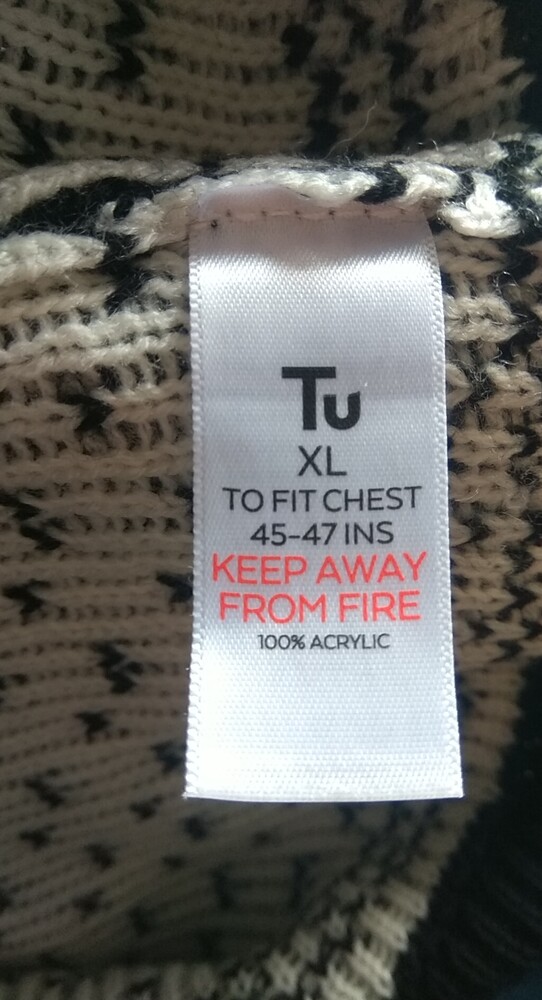 Tu
XL
TO FIT CHEST
45-47 INS
KEEP AWAY
FROM FIRE
100% ACRYLIC